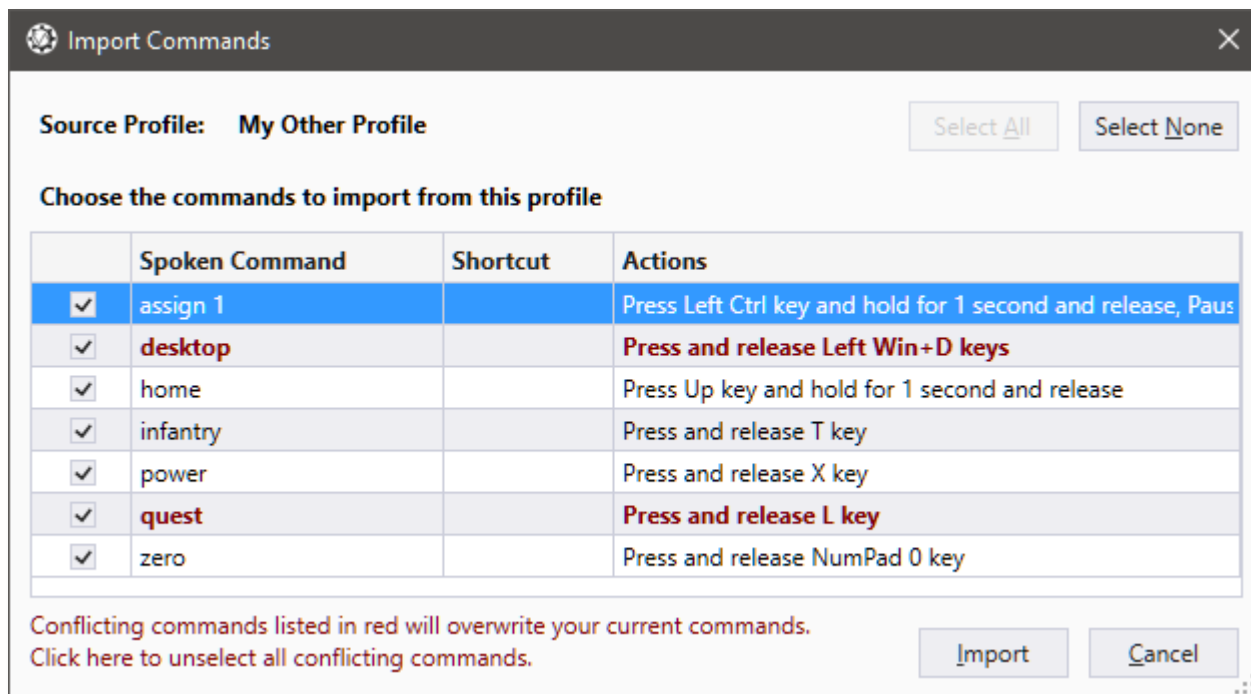 Import Commands
Source Profile: My Other Profile
Select All
Select None
Choose the commands to import from this profile
Spoken Command Shortcut Actions
assign 1 Press Left Ctrl key and hold for 1 second and release, Paus
desktop Press and release Left Win+D keys
home Press Up key and hold for 1 second and release
infantry Press and release T key
power Press and release X key
quest Press and release L key
zero Press and release NumPad 0 key
Conflicting commands listed in red will overwrite your current commands.
Click here to unselect all conflicting commands.
Import
Cancel